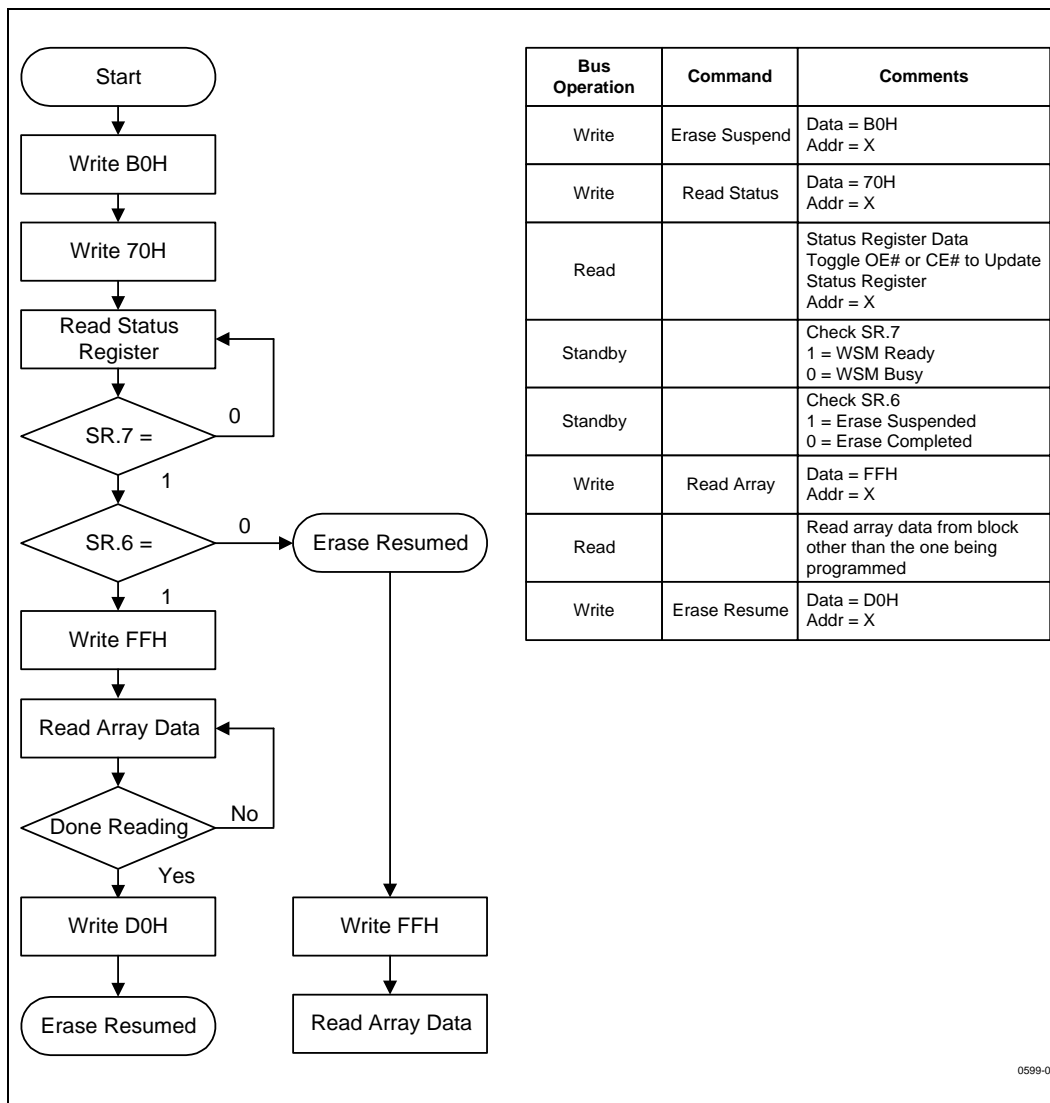 Start
Write B0H
Write 70H
Read Status
Register
SR.7 =
0
1
SR.6 =
0
Erase Resumed
1
Write FFH
Read Array Data
Done Reading
No
Yes
Write D0H
Write FFH
Erase Resumed
Read Array Data
Bus
Operation
Command
Comments
Write
Erase Suspend
Data = B0H
Addr = X
Write
Read Status
Data = 70H
Addr = X
Read
Status Register Data
Toggle OE# or CE# to Update
Status Register
Addr = X
Standby
Check SR.7
1 = WSM Ready
0 = WSM Busy
Standby
Check SR.6
1 = Erase Suspended
0 = Erase Completed
Write
Read Array
Data = FFH
Addr = X
Read
Read array data from block
other than the one being
programmed
Write
Erase Resume
Data = D0H
Addr = X
0599-0